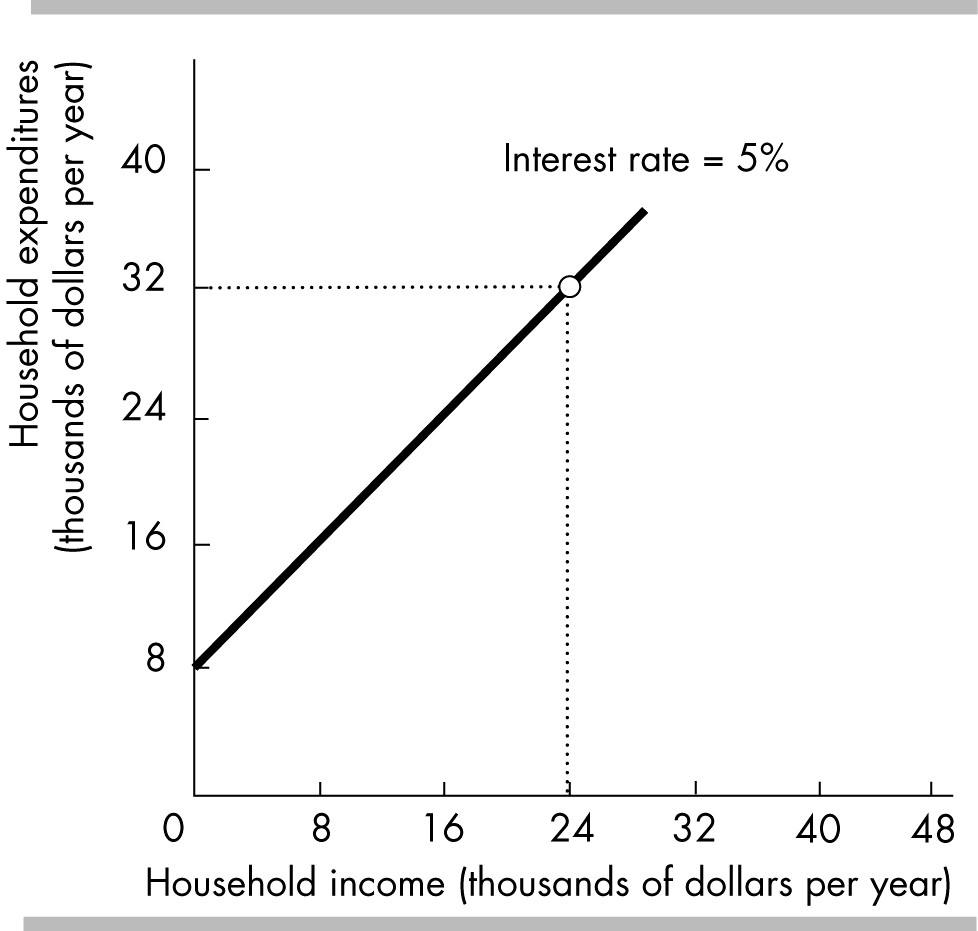 Household expenditures
(thousands of dollars per year)
Interest rate = 5%
40
32
24
16
8
0 8 16 24 32 40 48
Household income (thousands of dollars per year)